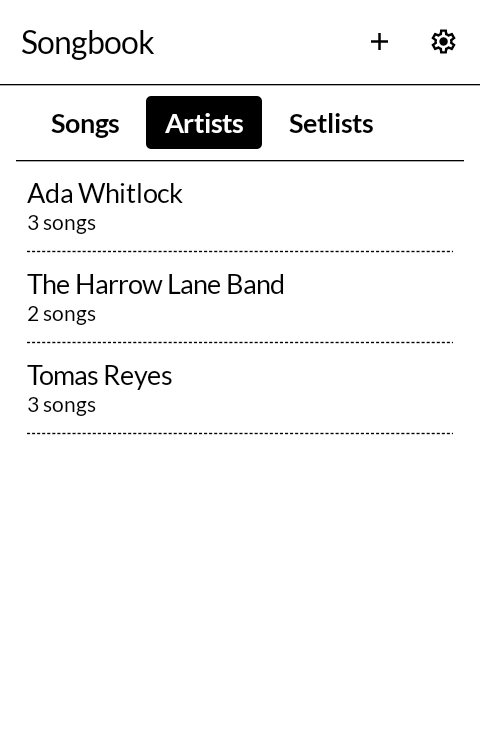 Songbook
Songs Artists Setlists
Ada Whitlock
3 songs
The Harrow Lane Band
2 songs
Tomas Reyes
3 songs